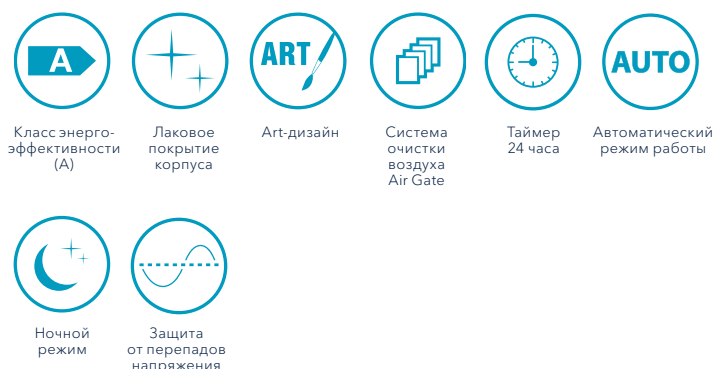 A
ART
AUTO
Класс энерго-
эффективности
(A)
Лаковое
покрытие
корпуса
Art-дизайн
Система
очистки
воздуха
Air Gate
Таймер
24 часа
Автоматический
режим работы
Ночной
режим
Защита
от перепадов
напряжения